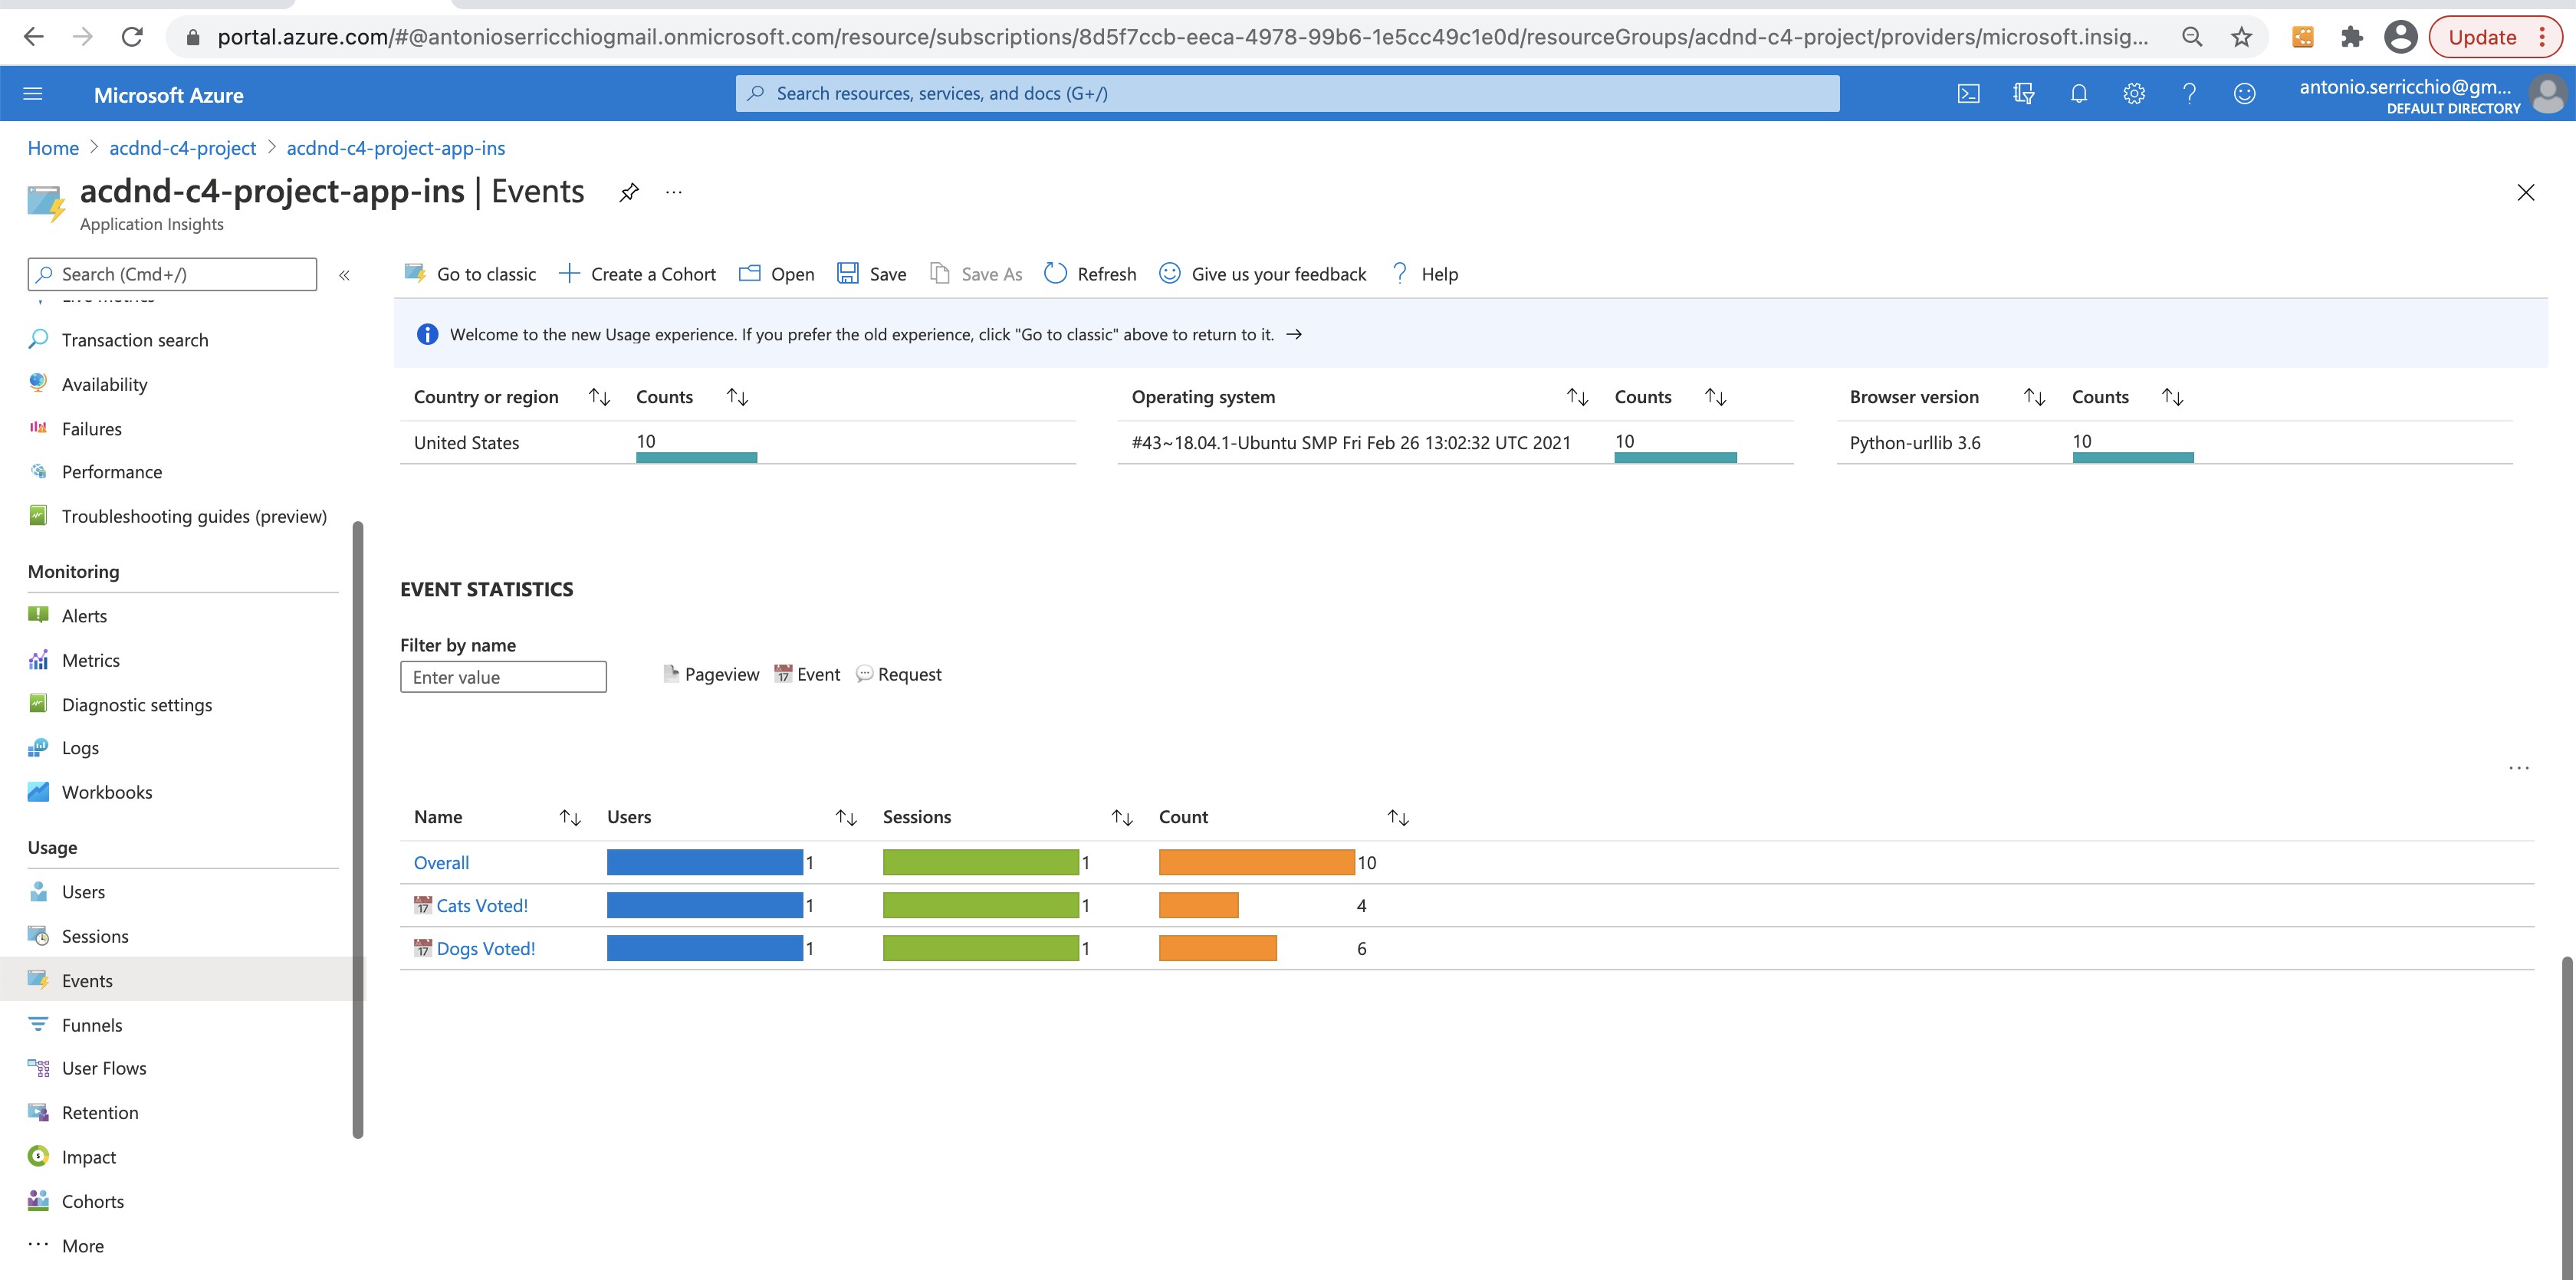 portal.azure.com/#@antonioserricchiogmail.onmicrosoft.com/resource/subscriptions/8d5f7ccb-eeca-4978-99b6-1e5cc49c1e0d/resourceGroups/acdnd-c4-project/providers/microsoft.insig...
Update
Microsoft Azure
Search resources, services, and docs (G+/)
antonio.serricchio@gm...
DEFAULT DIRECTORY
Home > acdnd-c4-project > acdnd-c4-project-app-ins
acdnd-c4-project-app-ins | Events
Application Insights
Search (Cmd+/)
Live metrics
Transaction search
Availability
Failures
Performance
Troubleshooting guides (preview)
Monitoring
Alerts
Metrics
Diagnostic settings
Logs
Workbooks
Usage
Users
Sessions
Events
Funnels
User Flows
Retention
Impact
Cohorts
More
Go to classic Create a Cohort Open Save Save As Refresh Give us your feedback Help
Welcome to the new Usage experience. If you prefer the old experience, click "Go to classic" above to return to it.
Country or region Counts
United States 10
Operating system Counts
#43~18.04.1-Ubuntu SMP Fri Feb 26 13:02:32 UTC 2021 10
Browser version Counts
Python-urllib 3.6 10
EVENT STATISTICS
Filter by name
Enter value
Pageview 17 Event Request
Name Users Sessions Count
Overall 1 1 10
17 Cats Voted! 1 1 4
17 Dogs Voted! 1 1 6